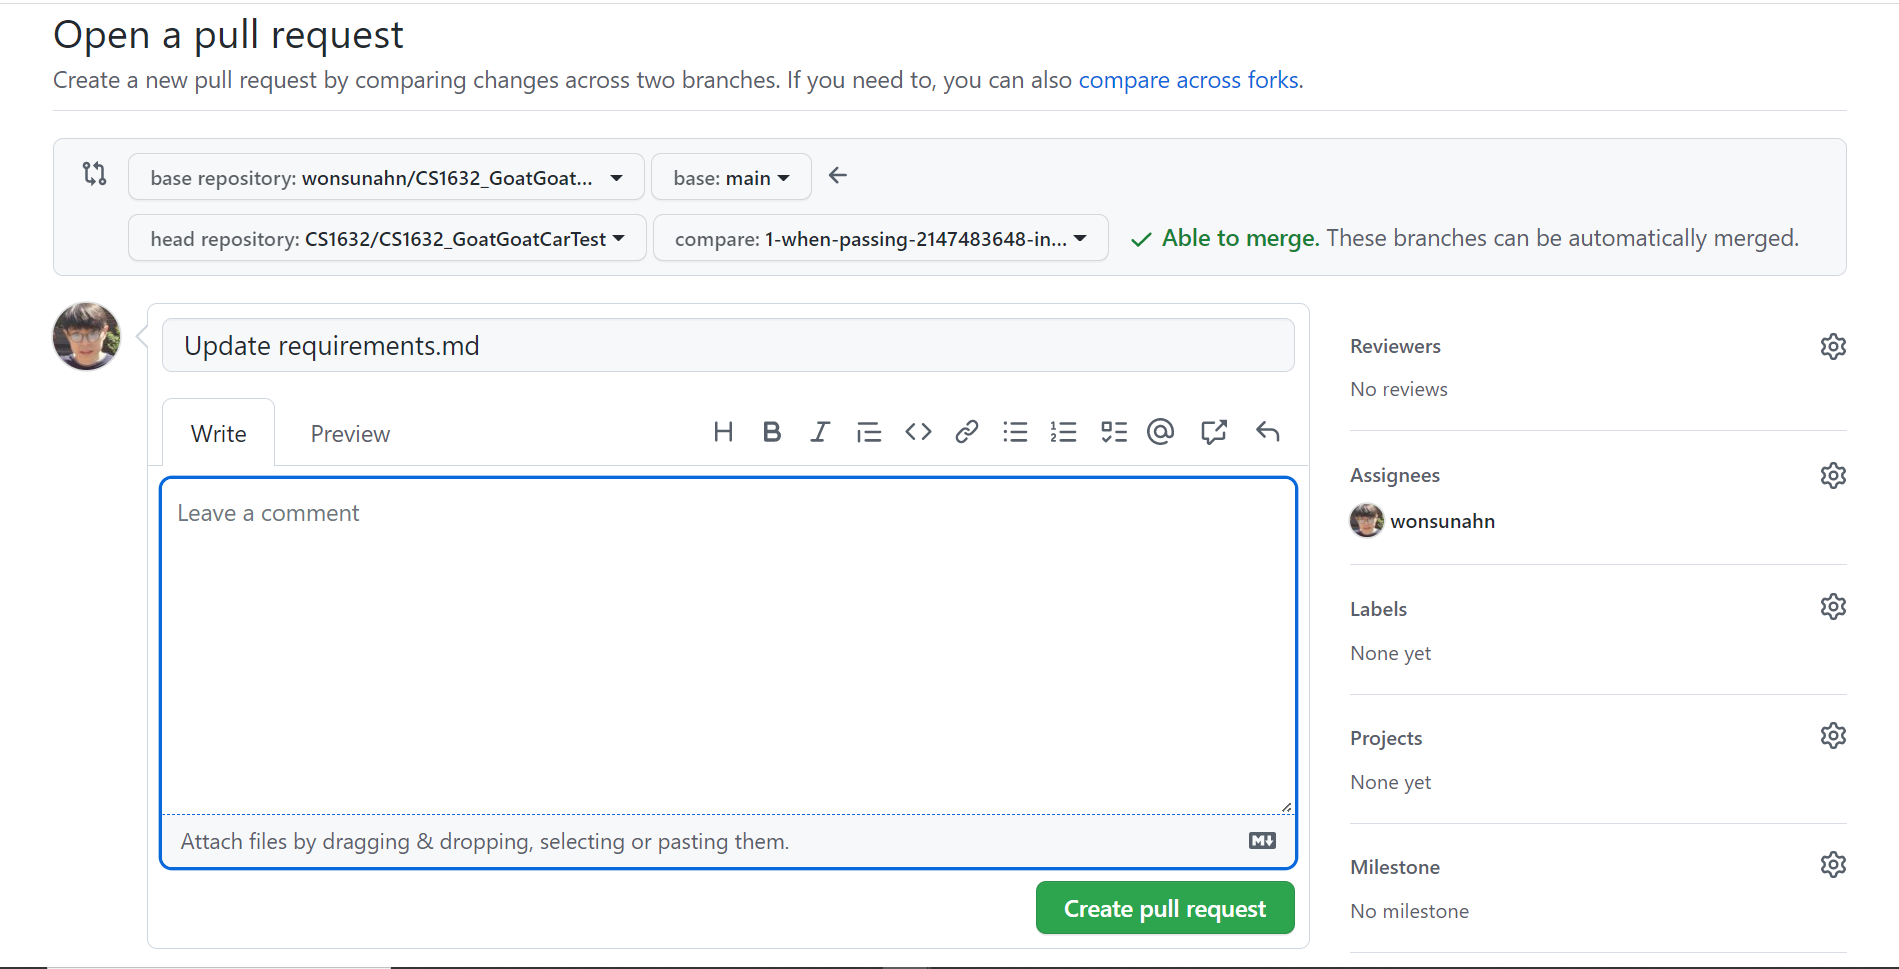 Open a pull request
Create a new pull request by comparing changes across two branches. If you need to, you can also compare across forks.
base repository: wonsunahn/CS1632_GoatGoat... base: main
head repository: CS1632/CS1632_GoatGoatCarTest compare: 1-when-passing-2147483648-in... Able to merge. These branches can be automatically merged.
Update requirements.md
Write Preview
Leave a comment
Attach files by dragging & dropping, selecting or pasting them.
Create pull request
Reviewers
No reviews
Assignees
wonsunahn
Labels
None yet
Projects
None yet
Milestone
No milestone